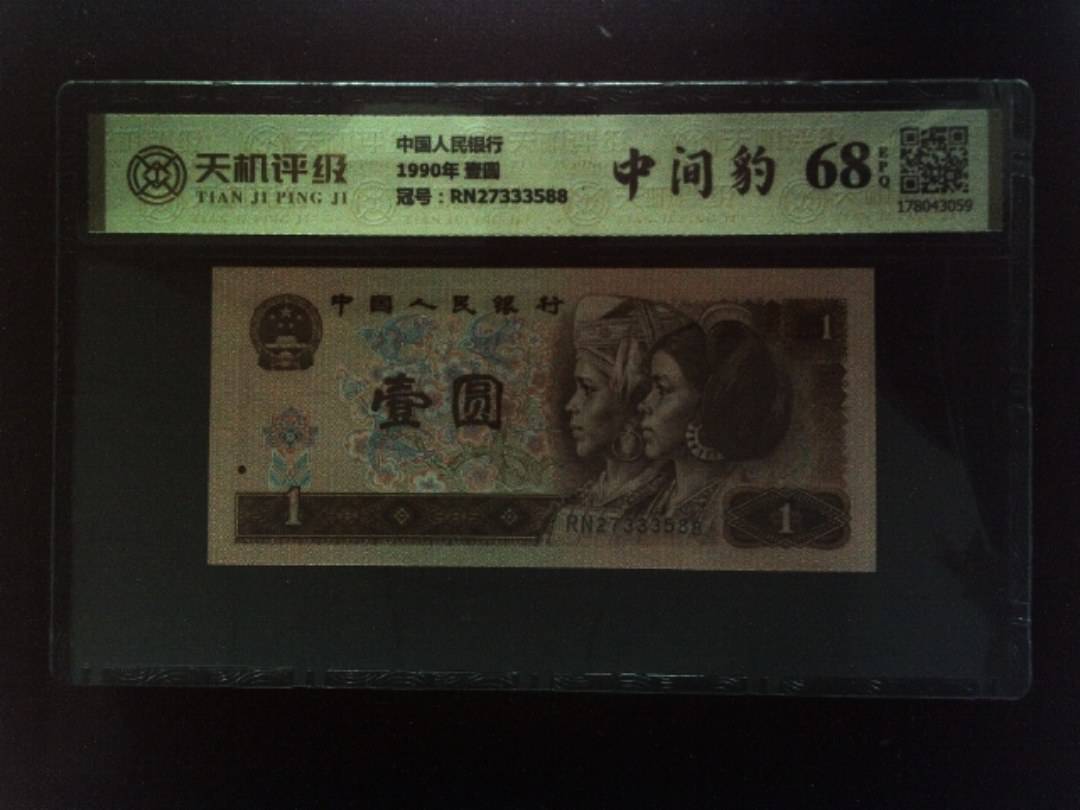 天机评级
TIAN JI PING JI
中国人民银行
1990年 壹圆
冠号：RN27333588
中间豹
68
EPQ
178043059
中国人民银行
1
壹圆
1
RN27333588
1